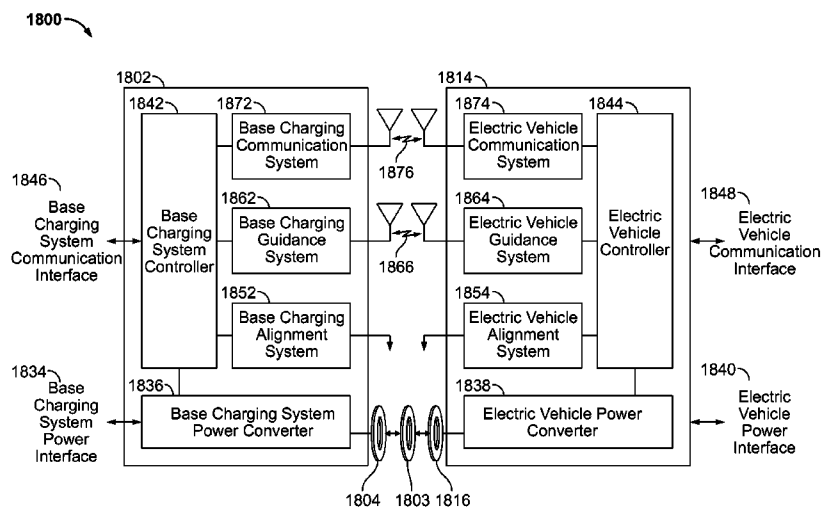 1800
1802
1842
1872
Base Charging
Communication
System
1862
Base Charging
Guidance
System
1852
Base Charging
Alignment
System
Base
Charging
System
Controller
1836
Base Charging System
Power Converter
1846
Base
Charging
System
Communication
Interface
1834
Base
Charging
System
Power
Interface
1876
1866
1804
1803
1816
1814
1874
Electric Vehicle
Communication
System
1864
Electric Vehicle
Guidance
System
1854
Electric Vehicle
Alignment
System
1844
Electric
Vehicle
Controller
1838
Electric Vehicle Power
Converter
1848
Electric
Vehicle
Communication
Interface
1840
Electric
Vehicle
Power
Interface